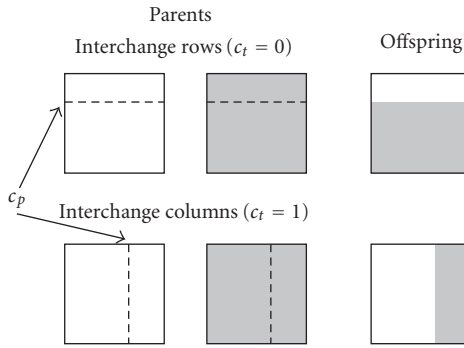 Parents
Interchange rows (c_t = 0)
Offspring
c_p
Interchange columns (c_t = 1)